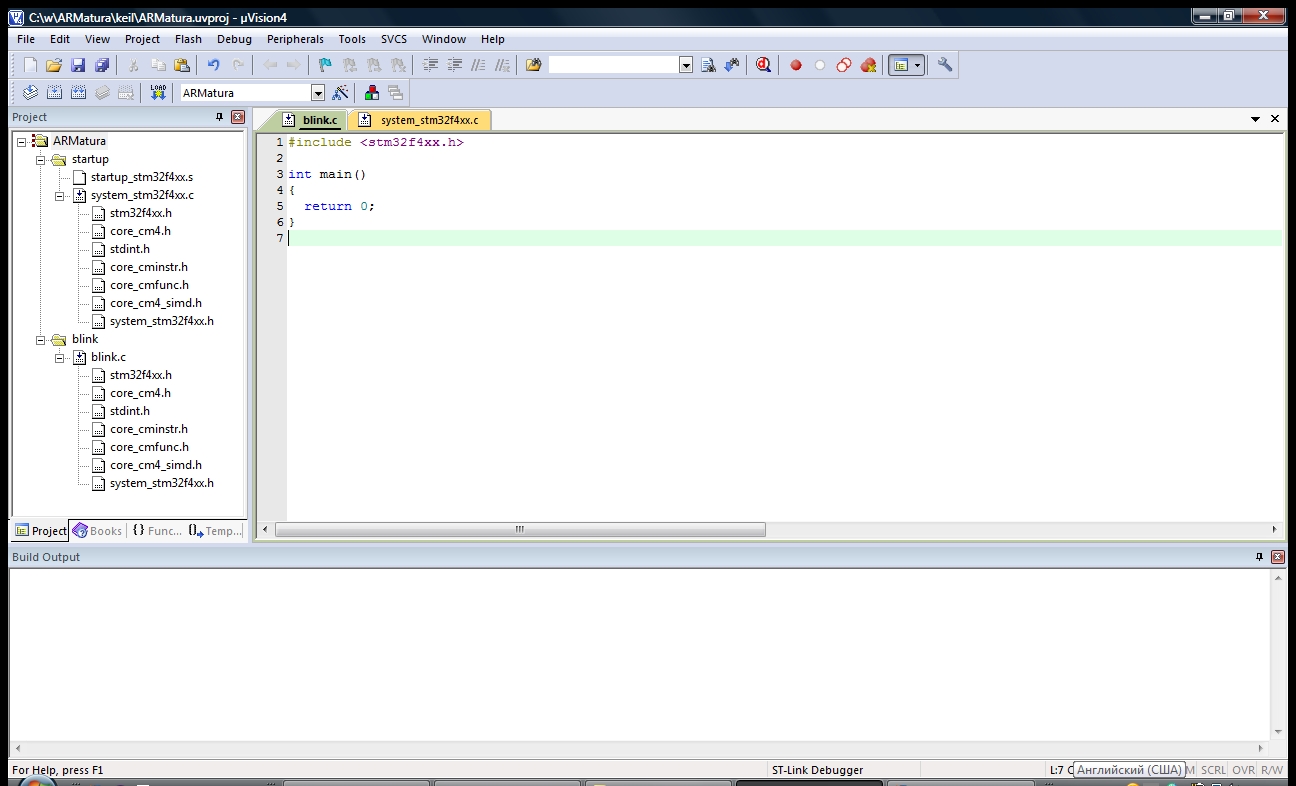 C:\w\ARMatura\keil\ARMatura.uvproj - µVision4
File Edit View Project Flash Debug Peripherals Tools SVCS Window Help
LOAD ARMatura
Project
ARMatura
startup
startup_stm32f4xx.s
system_stm32f4xx.c
stm32f4xx.h
core_cm4.h
stdint.h
core_cminstr.h
core_cmfunc.h
core_cm4_simd.h
system_stm32f4xx.h
blink
blink.c
stm32f4xx.h
core_cm4.h
stdint.h
core_cminstr.h
core_cmfunc.h
core_cm4_simd.h
system_stm32f4xx.h
Project Books {} Func... {} Temp...
blink.c system_stm32f4xx.c
1 #include <stm32f4xx.h>
2
3 int main()
4 {
5 return 0;
6 }
7
Build Output
For Help, press F1 ST-Link Debugger L:7 C Английский (США) M SCRL OVR R/W